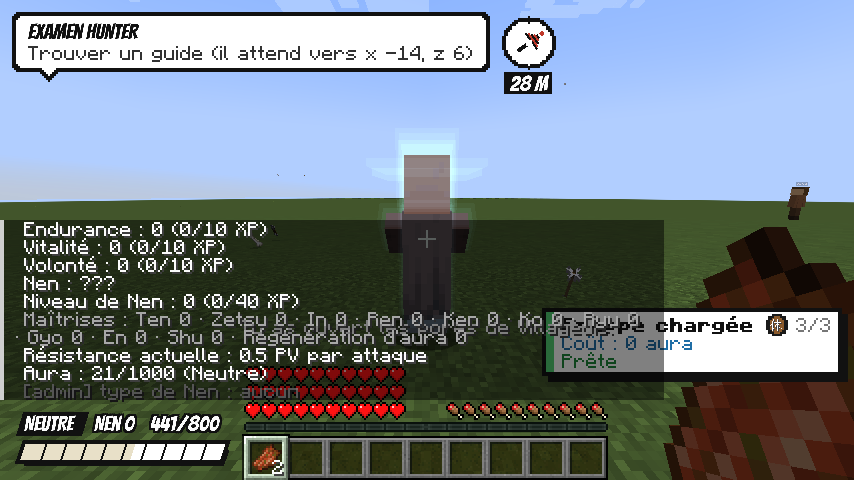 EXAMEN HUNTER
Trouver un guide (il attend vers x -14, z 6)
28 M
Endurance : 0 (0/10 XP)
Vitalité : 0 (0/10 XP)
Volonté : 0 (0/10 XP)
Nen : ???
Niveau de Nen : 0 (0/40 XP)
Maîtrises : Ten 0 · Zetsu 0 · In 0 · Ren 0 · Ken 0 · Ko 0 · Ryu 0
· Gyo 0 · En 0 · Shu 0 · Régénération d'aura 0
Résistance actuelle : 0.5 PV par attaque
Aura : 21/1000 (Neutre)
[admin] type de Nen : aucun
chargée 3/3
Coût : 0 aura
Prête
NEUTRE NEN 0 441/800
2